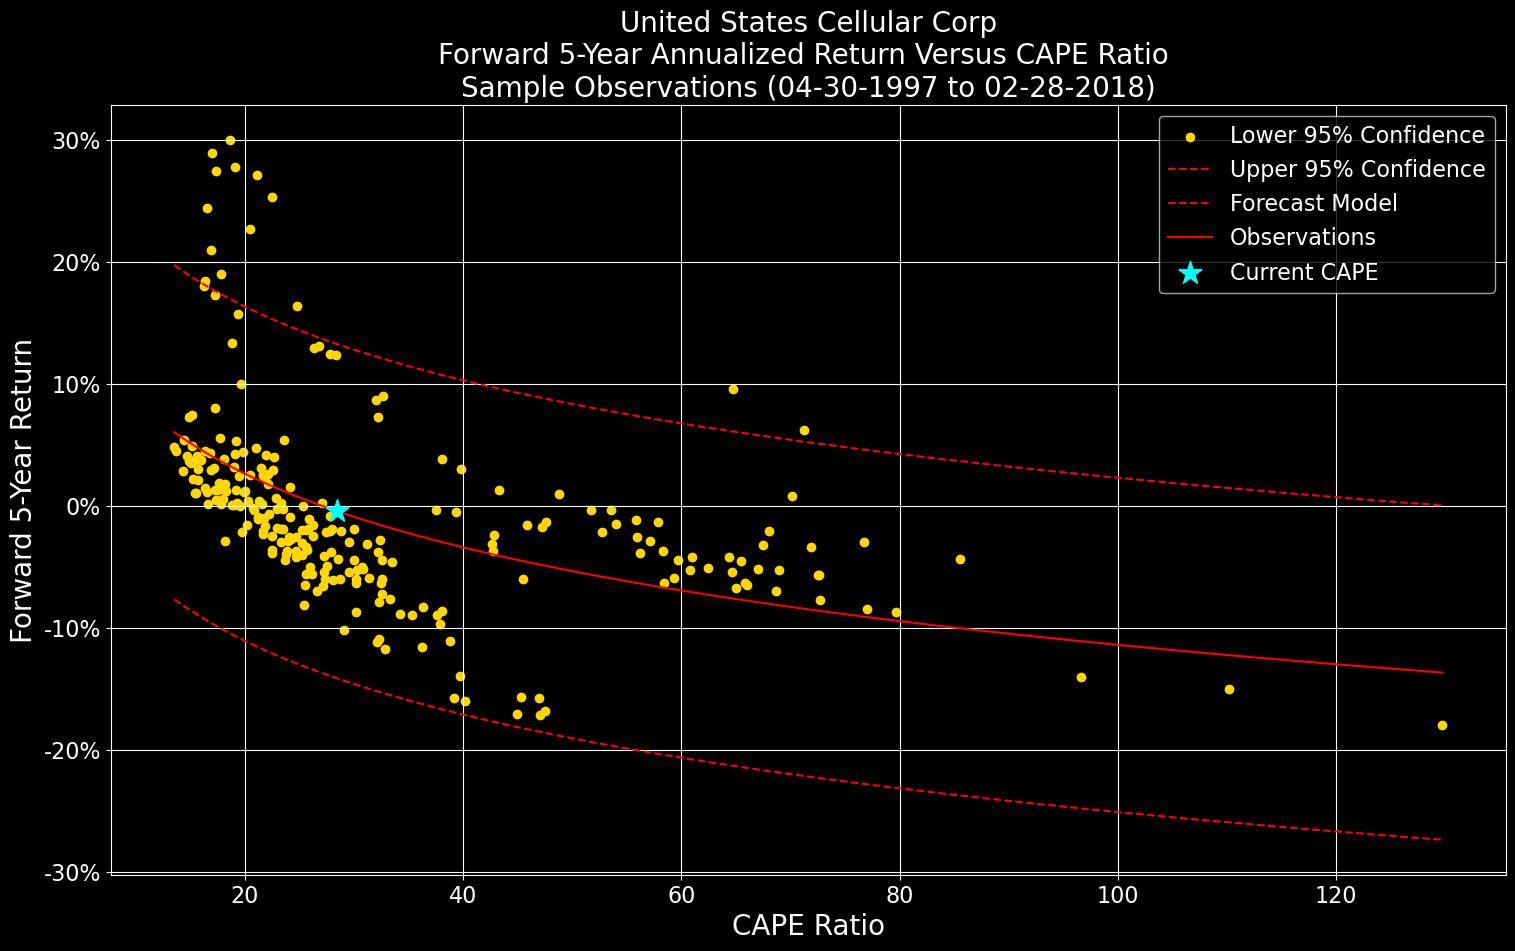 United States Cellular Corp
Forward 5-Year Annualized Return Versus CAPE Ratio
Sample Observations (04-30-1997 to 02-28-2018)
Lower 95% Confidence
Upper 95% Confidence
Forecast Model
Observations
Current CAPE
Forward 5-Year Return
30%
20%
10%
0%
-10%
-20%
-30%
20 40 60 80 100 120
CAPE Ratio